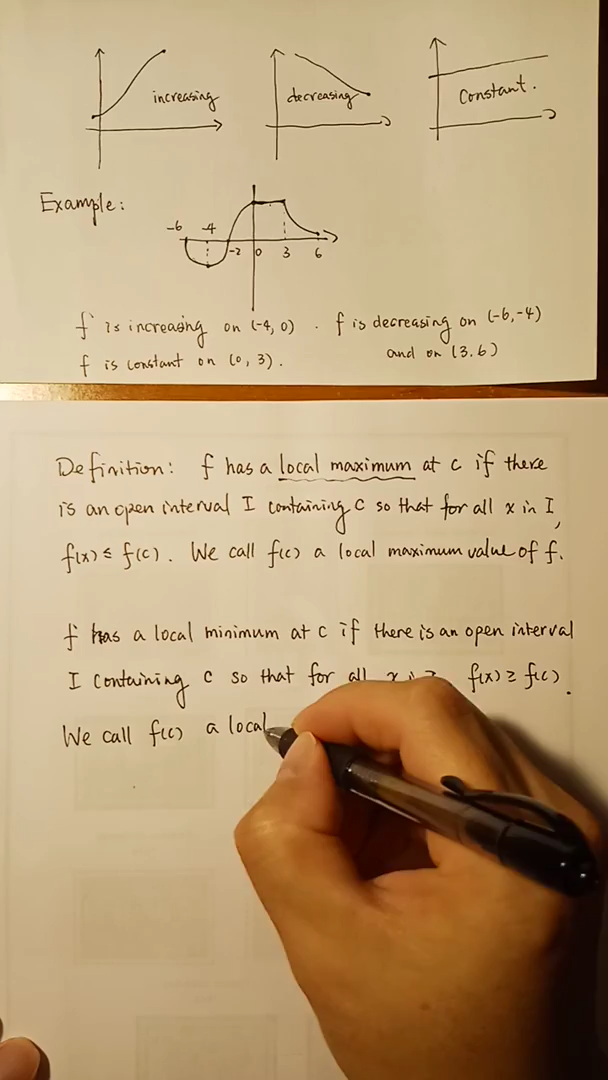 increasing
decreasing
Constant.
Example:
-6 -4 -2 0 3 6
f is increasing on (-4, 0). f is decreasing on (-6, -4)
f is constant on (0, 3). and on (3.6)
Definition: f has a local maximum at c if there
is an open interval I containing c so that for all x in I,
f(x) ≤ f(c). We call f(c) a local maximum value of f.
f has a local minimum at c if there is an open interval
I containing c so that for all x f(x) ≥ f(c).
We call f(c) a local